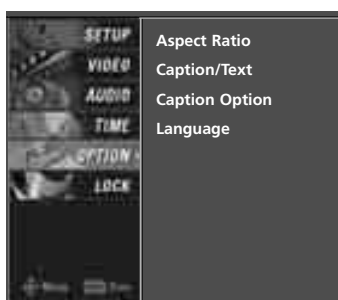 SETUP
VIDEO
AUDIO
TIME
OPTION
LOCK
Aspect Ratio
Caption/Text
Caption Option
Language